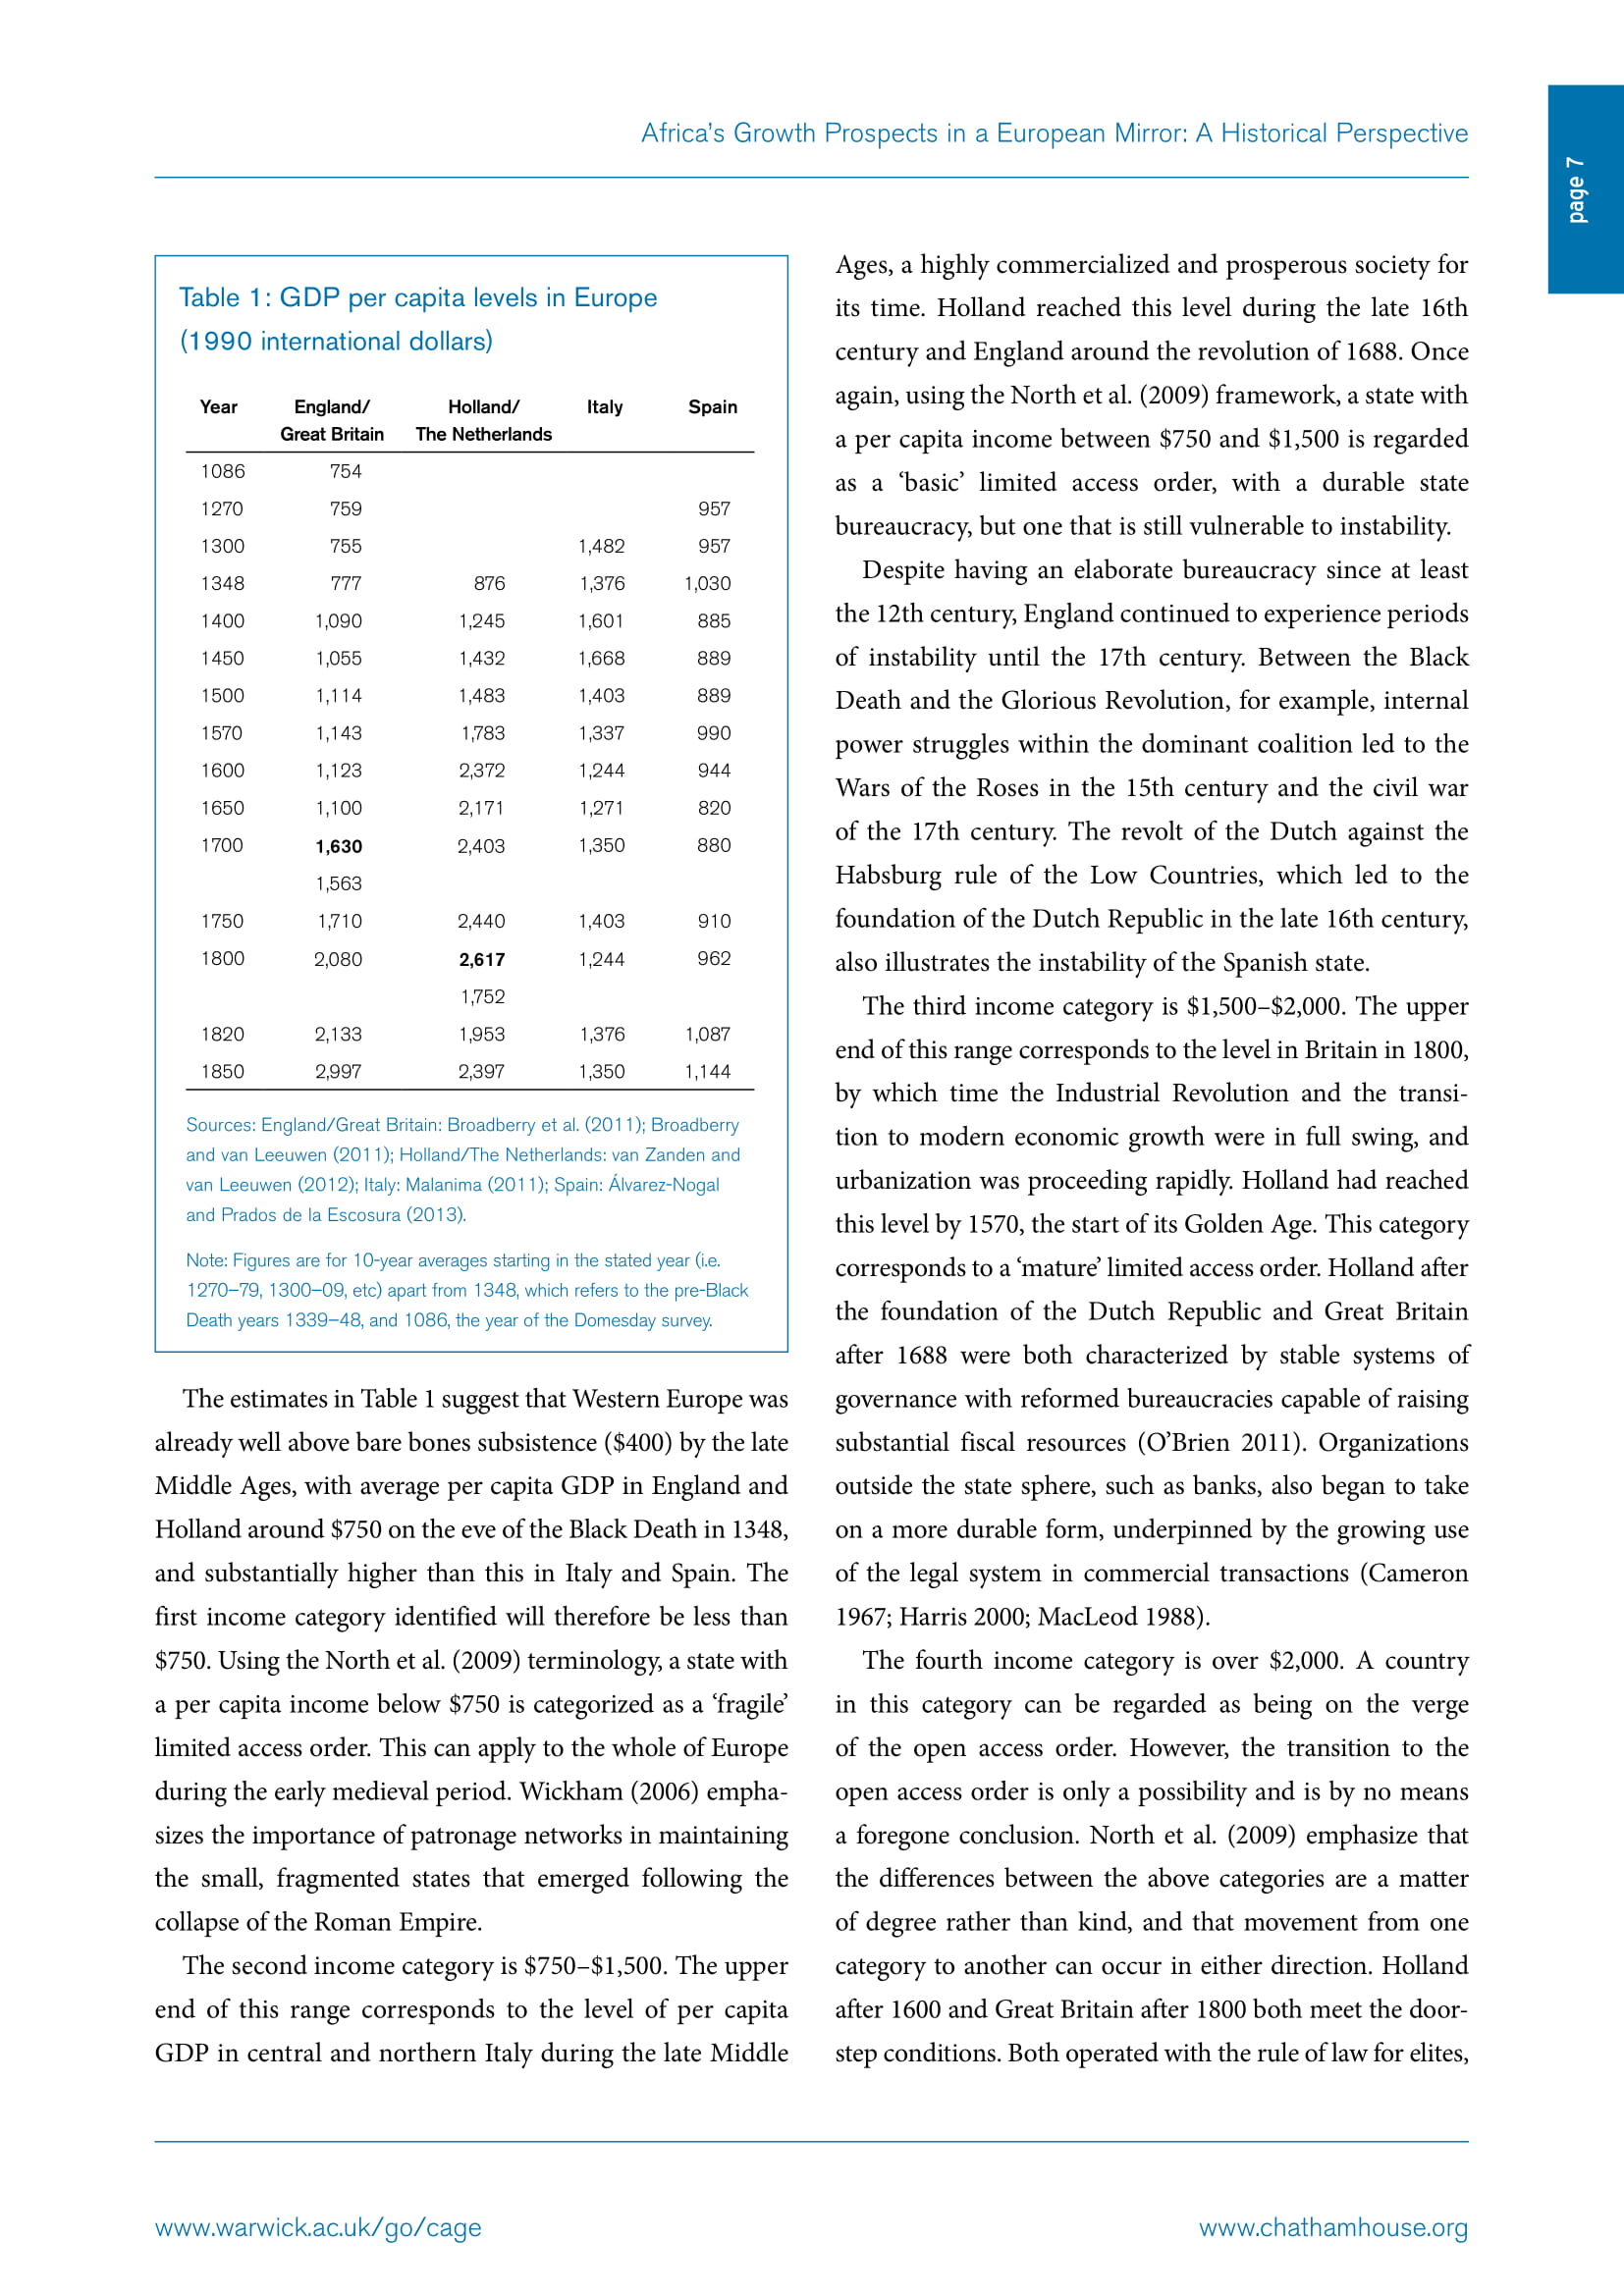 Africa's Growth Prospects in a European Mirror: A Historical Perspective
page 7
Table 1: GDP per capita levels in Europe
(1990 international dollars)
Year England/ Holland/ Italy Spain
Great Britain The Netherlands
1086 754
1270 759 957
1300 755 1,482 957
1348 777 876 1,376 1,030
1400 1,090 1,245 1,601 885
1450 1,055 1,432 1,668 889
1500 1,114 1,483 1,403 889
1570 1,143 1,783 1,337 990
1600 1,123 2,372 1,244 944
1650 1,100 2,171 1,271 820
1700 1,630 2,403 1,350 880
1,563
1750 1,710 2,440 1,403 910
1800 2,080 2,617 1,244 962
1,752
1820 2,133 1,953 1,376 1,087
1850 2,997 2,397 1,350 1,144
Sources: England/Great Britain: Broadberry et al. (2011); Broadberry
and van Leeuwen (2011); Holland/The Netherlands: van Zanden and
van Leeuwen (2012); Italy: Malanima (2011); Spain: Álvarez-Nogal
and Prados de la Escosura (2013).
Note: Figures are for 10-year averages starting in the stated year (i.e.
1270–79, 1300–09, etc) apart from 1348, which refers to the pre-Black
Death years 1339–48, and 1086, the year of the Domesday survey.
The estimates in Table 1 suggest that Western Europe was
already well above bare bones subsistence ($400) by the late
Middle Ages, with average per capita GDP in England and
Holland around $750 on the eve of the Black Death in 1348,
and substantially higher than this in Italy and Spain. The
first income category identified will therefore be less than
$750. Using the North et al. (2009) terminology, a state with
a per capita income below $750 is categorized as a ‘fragile’
limited access order. This can apply to the whole of Europe
during the early medieval period. Wickham (2006) empha-
sizes the importance of patronage networks in maintaining
the small, fragmented states that emerged following the
collapse of the Roman Empire.
The second income category is $750–$1,500. The upper
end of this range corresponds to the level of per capita
GDP in central and northern Italy during the late Middle
Ages, a highly commercialized and prosperous society for
its time. Holland reached this level during the late 16th
century and England around the revolution of 1688. Once
again, using the North et al. (2009) framework, a state with
a per capita income between $750 and $1,500 is regarded
as a ‘basic’ limited access order, with a durable state
bureaucracy, but one that is still vulnerable to instability.
Despite having an elaborate bureaucracy since at least
the 12th century, England continued to experience periods
of instability until the 17th century. Between the Black
Death and the Glorious Revolution, for example, internal
power struggles within the dominant coalition led to the
Wars of the Roses in the 15th century and the civil war
of the 17th century. The revolt of the Dutch against the
Habsburg rule of the Low Countries, which led to the
foundation of the Dutch Republic in the late 16th century,
also illustrates the instability of the Spanish state.
The third income category is $1,500–$2,000. The upper
end of this range corresponds to the level in Britain in 1800,
by which time the Industrial Revolution and the transi-
tion to modern economic growth were in full swing, and
urbanization was proceeding rapidly. Holland had reached
this level by 1570, the start of its Golden Age. This category
corresponds to a ‘mature’ limited access order. Holland after
the foundation of the Dutch Republic and Great Britain
after 1688 were both characterized by stable systems of
governance with reformed bureaucracies capable of raising
substantial fiscal resources (O’Brien 2011). Organizations
outside the state sphere, such as banks, also began to take
on a more durable form, underpinned by the growing use
of the legal system in commercial transactions (Cameron
1967; Harris 2000; MacLeod 1988).
The fourth income category is over $2,000. A country
in this category can be regarded as being on the verge
of the open access order. However, the transition to the
open access order is only a possibility and is by no means
a foregone conclusion. North et al. (2009) emphasize that
the differences between the above categories are a matter
of degree rather than kind, and that movement from one
category to another can occur in either direction. Holland
after 1600 and Great Britain after 1800 both meet the door-
step conditions. Both operated with the rule of law for elites,
www.warwick.ac.uk/go/cage
www.chathamhouse.org